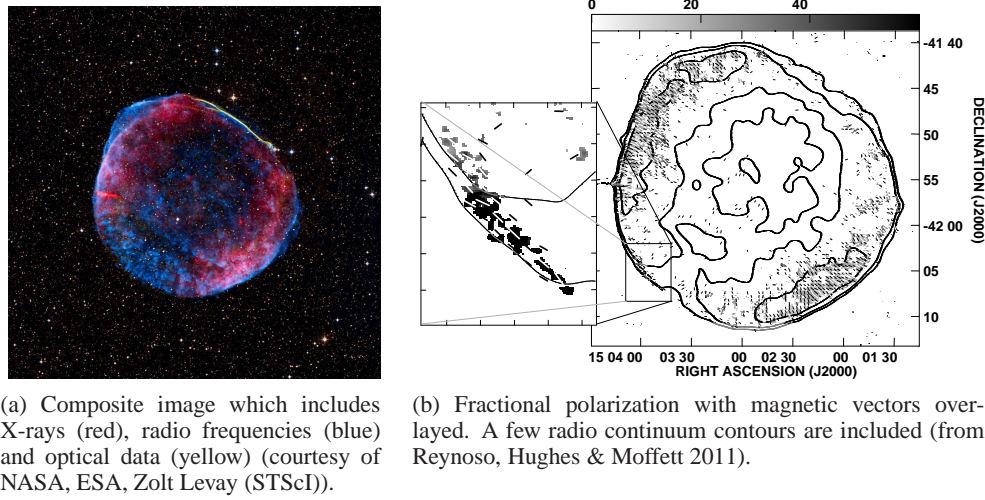 0 20 40
-41 40
45
50
55
-42 00
05
10
DECLINATION (J2000)
15 04 00 03 30 00 02 30 00 01 30
RIGHT ASCENSION (J2000)
(a) Composite image which includes
X-rays (red), radio frequencies (blue)
and optical data (yellow) (courtesy of
NASA, ESA, Zolt Levay (STScI)).
(b) Fractional polarization with magnetic vectors over-
layed. A few radio continuum contours are included (from
Reynoso, Hughes & Moffett 2011).